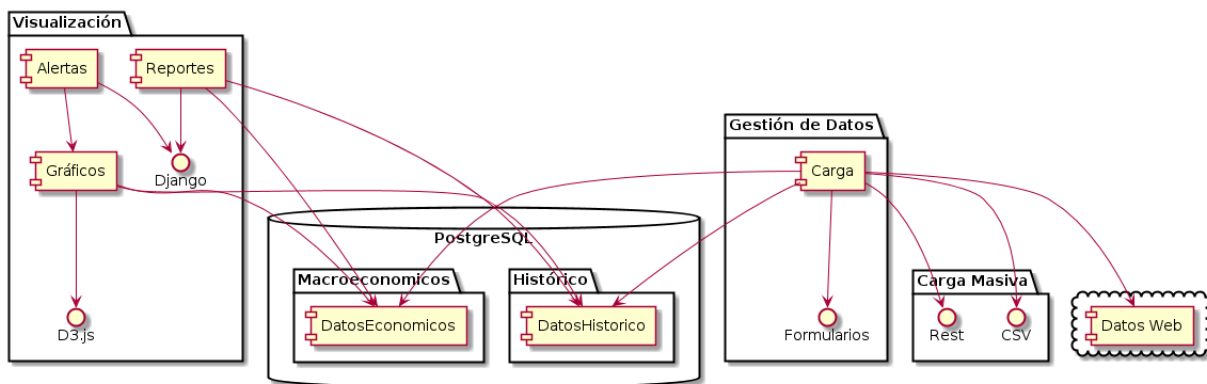 Visualización
Alertas
Reportes
Gráficos
Django
D3.js
PostgreSQL
Macroeconomicos
DatosEconomicos
Histórico
DatosHistorico
Gestión de Datos
Carga
Formularios
Carga Masiva
Rest
CSV
Datos Web